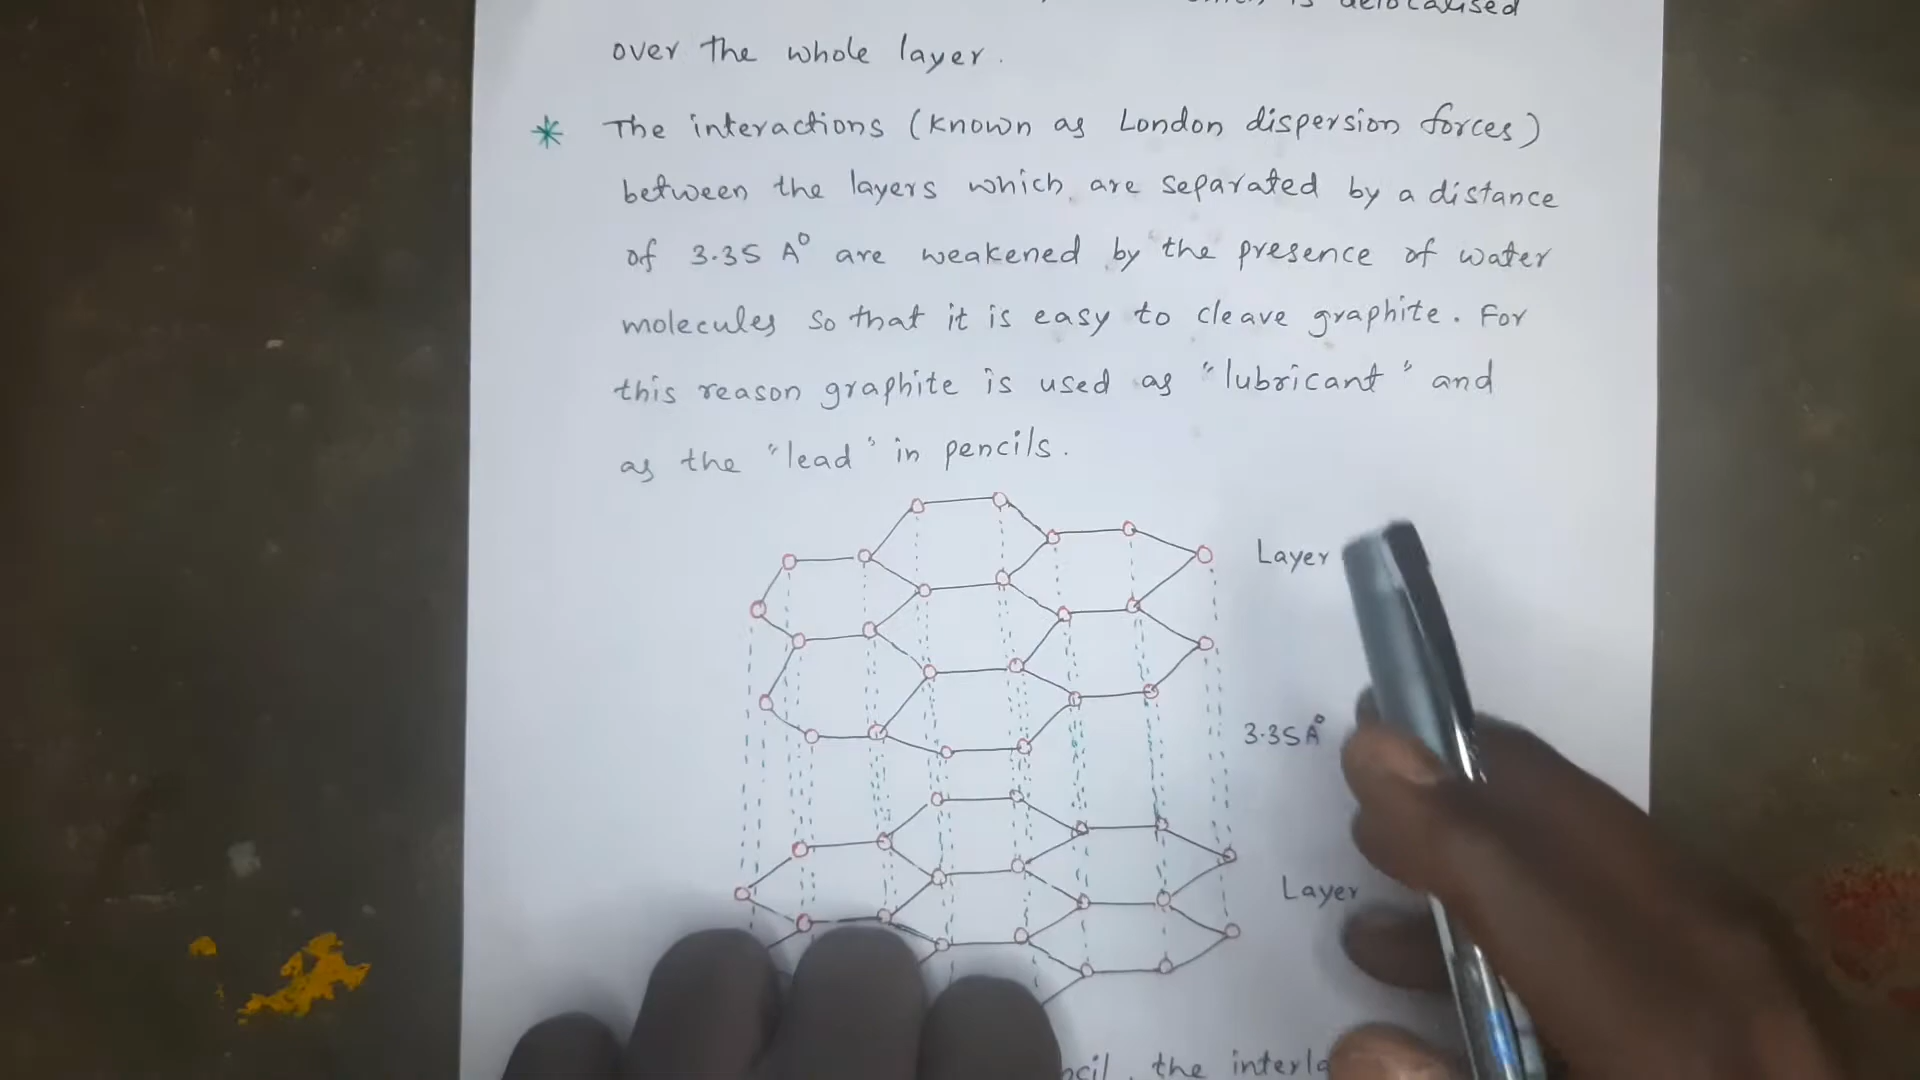 is delocalised
over the whole layer.
* The interactions (known as London dispersion forces)
between the layers which are separated by a distance
of 3.35 A° are weakened by the presence of water
molecules so that it is easy to cleave graphite. For
this reason graphite is used as "lubricant" and
as the "lead" in pencils.
Layer
3.35A°
Layer
the